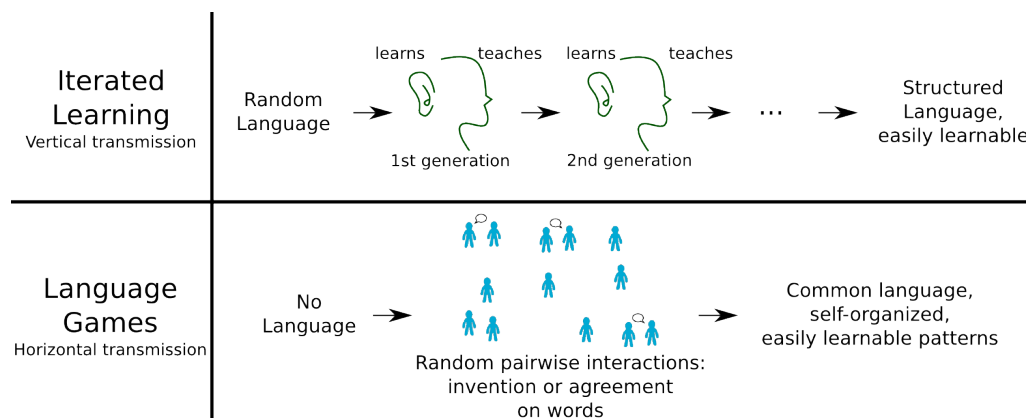 Iterated
Learning
Vertical transmission
Random
Language
learns
teaches
1st generation
learns
teaches
2nd generation
...
Structured
Language,
easily learnable
Language
Games
Horizontal transmission
No
Language
Random pairwise interactions:
invention or agreement
on words
Common language,
self-organized,
easily learnable patterns